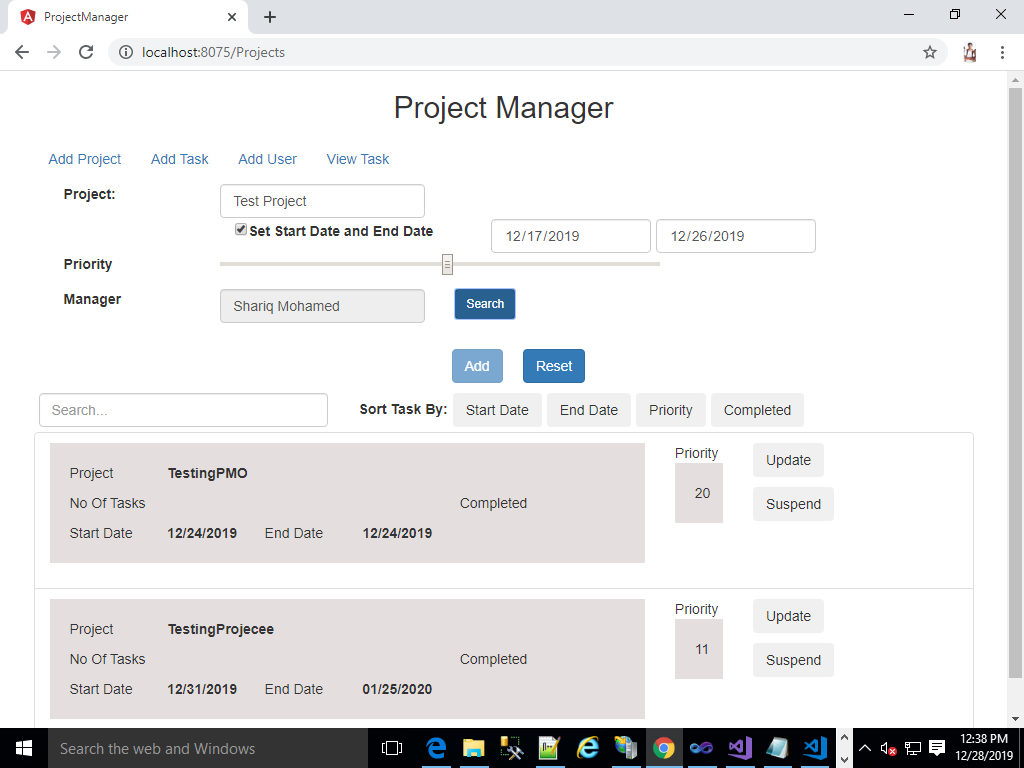 ProjectManager
localhost:8075/Projects
Project Manager
Add Project Add Task Add User View Task
Project: Test Project
Set Start Date and End Date 12/17/2019 12/26/2019
Priority
Manager Shariq Mohamed Search
Add Reset
Search... Sort Task By: Start Date End Date Priority Completed
Project TestingPMO Priority Update
No Of Tasks Completed 20 Suspend
Start Date 12/24/2019 End Date 12/24/2019
Project TestingProjecee Priority Update
No Of Tasks Completed 11 Suspend
Start Date 12/31/2019 End Date 01/25/2020
Search the web and Windows 12:38 PM
12/28/2019